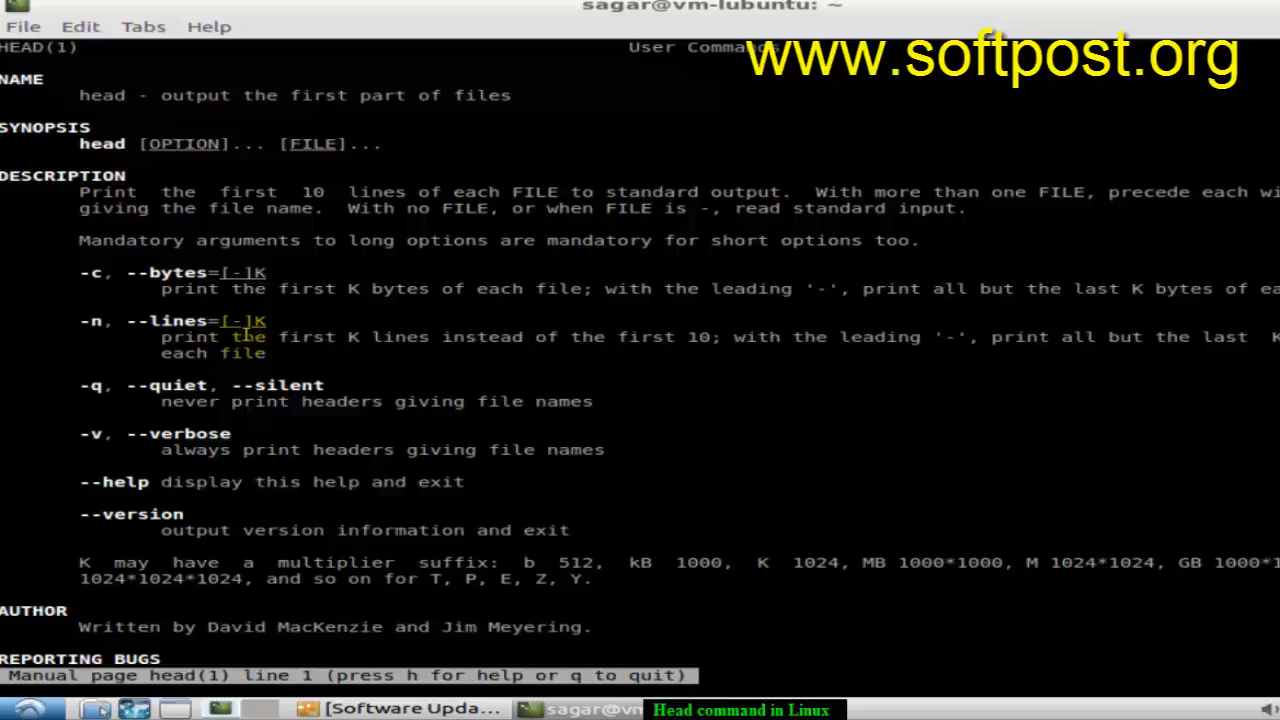 sagar@vm-lubuntu: ~
File Edit Tabs Help
www.softpost.org
HEAD(1) User Commands
NAME
head - output the first part of files
SYNOPSIS
head [OPTION]... [FILE]...
DESCRIPTION
Print the first 10 lines of each FILE to standard output. With more than one FILE, precede each wi
giving the file name. With no FILE, or when FILE is -, read standard input.
Mandatory arguments to long options are mandatory for short options too.
-c, --bytes=[-]K
print the first K bytes of each file; with the leading '-', print all but the last K bytes of ea
-n, --lines=[-]K
print the first K lines instead of the first 10; with the leading '-', print all but the last K
each file
-q, --quiet, --silent
never print headers giving file names
-v, --verbose
always print headers giving file names
--help display this help and exit
--version
output version information and exit
K may have a multiplier suffix: b 512, kB 1000, K 1024, MB 1000*1000, M 1024*1024, GB 1000*1
1024*1024*1024, and so on for T, P, E, Z, Y.
AUTHOR
Written by David MacKenzie and Jim Meyering.
REPORTING BUGS
Manual page head(1) line 1 (press h for help or q to quit)
[Software Upda... sagar@vm Head command in Linux